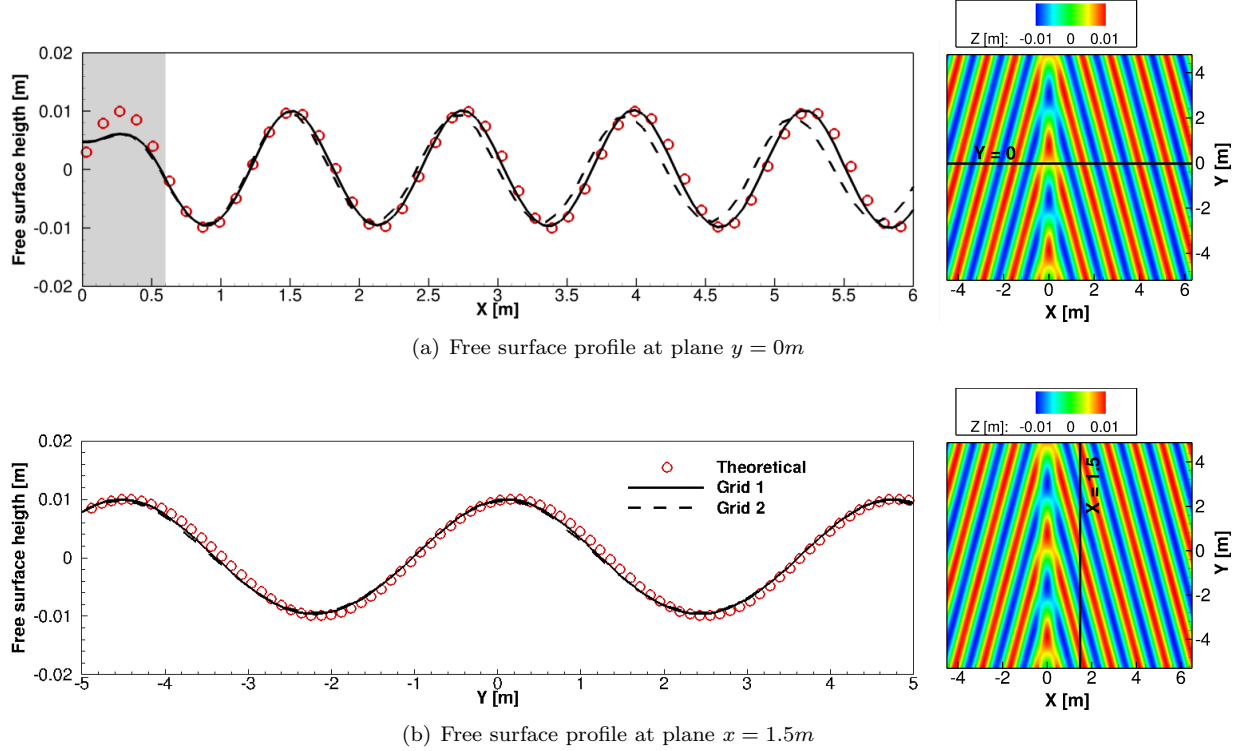 Z [m]: -0.01 0 0.01
Free surface heigth [m]
0.02
0.01
0
-0.01
-0.02
0 0.5 1 1.5 2 2.5 3 3.5 4 4.5 5 5.5 6
X [m]
Y = 0
4
2
0
-2
-4
Y [m]
-4 -2 0 2 4 6
X [m]
(a) Free surface profile at plane y = 0m
Z [m]: -0.01 0 0.01
Free surface heigth [m]
0.02
0.01
0
-0.01
-0.02
Theoretical
Grid 1
Grid 2
-5 -4 -3 -2 -1 0 1 2 3 4 5
Y [m]
X = 1.5
4
2
0
-2
-4
Y [m]
-4 -2 0 2 4 6
X [m]
(b) Free surface profile at plane x = 1.5m